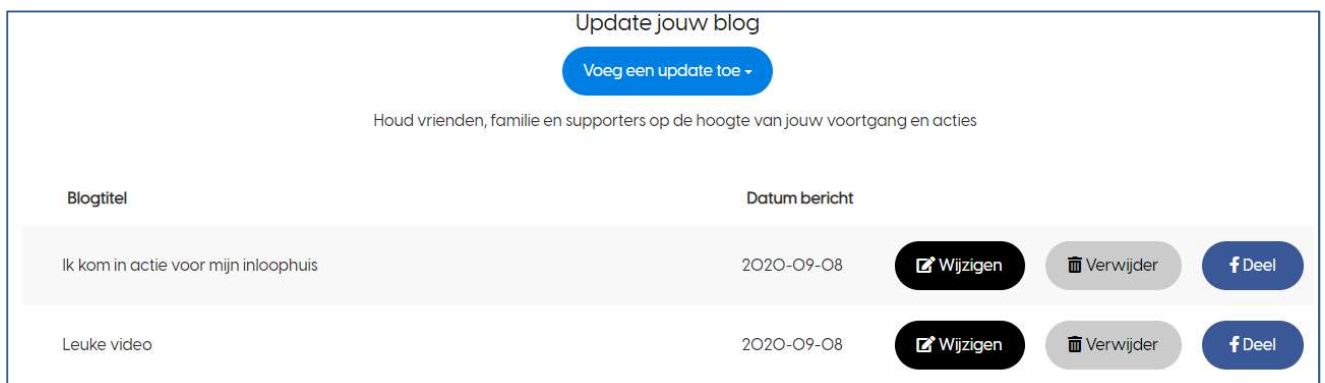 Update jouw blog
Voeg een update toe
Houd vrienden, familie en supporters op de hoogte van jouw voortgang en acties
Blogtitel Datum bericht
Ik kom in actie voor mijn inloophuis 2020-09-08 Wijzigen Verwijder Deel
Leuke video 2020-09-08 Wijzigen Verwijder Deel